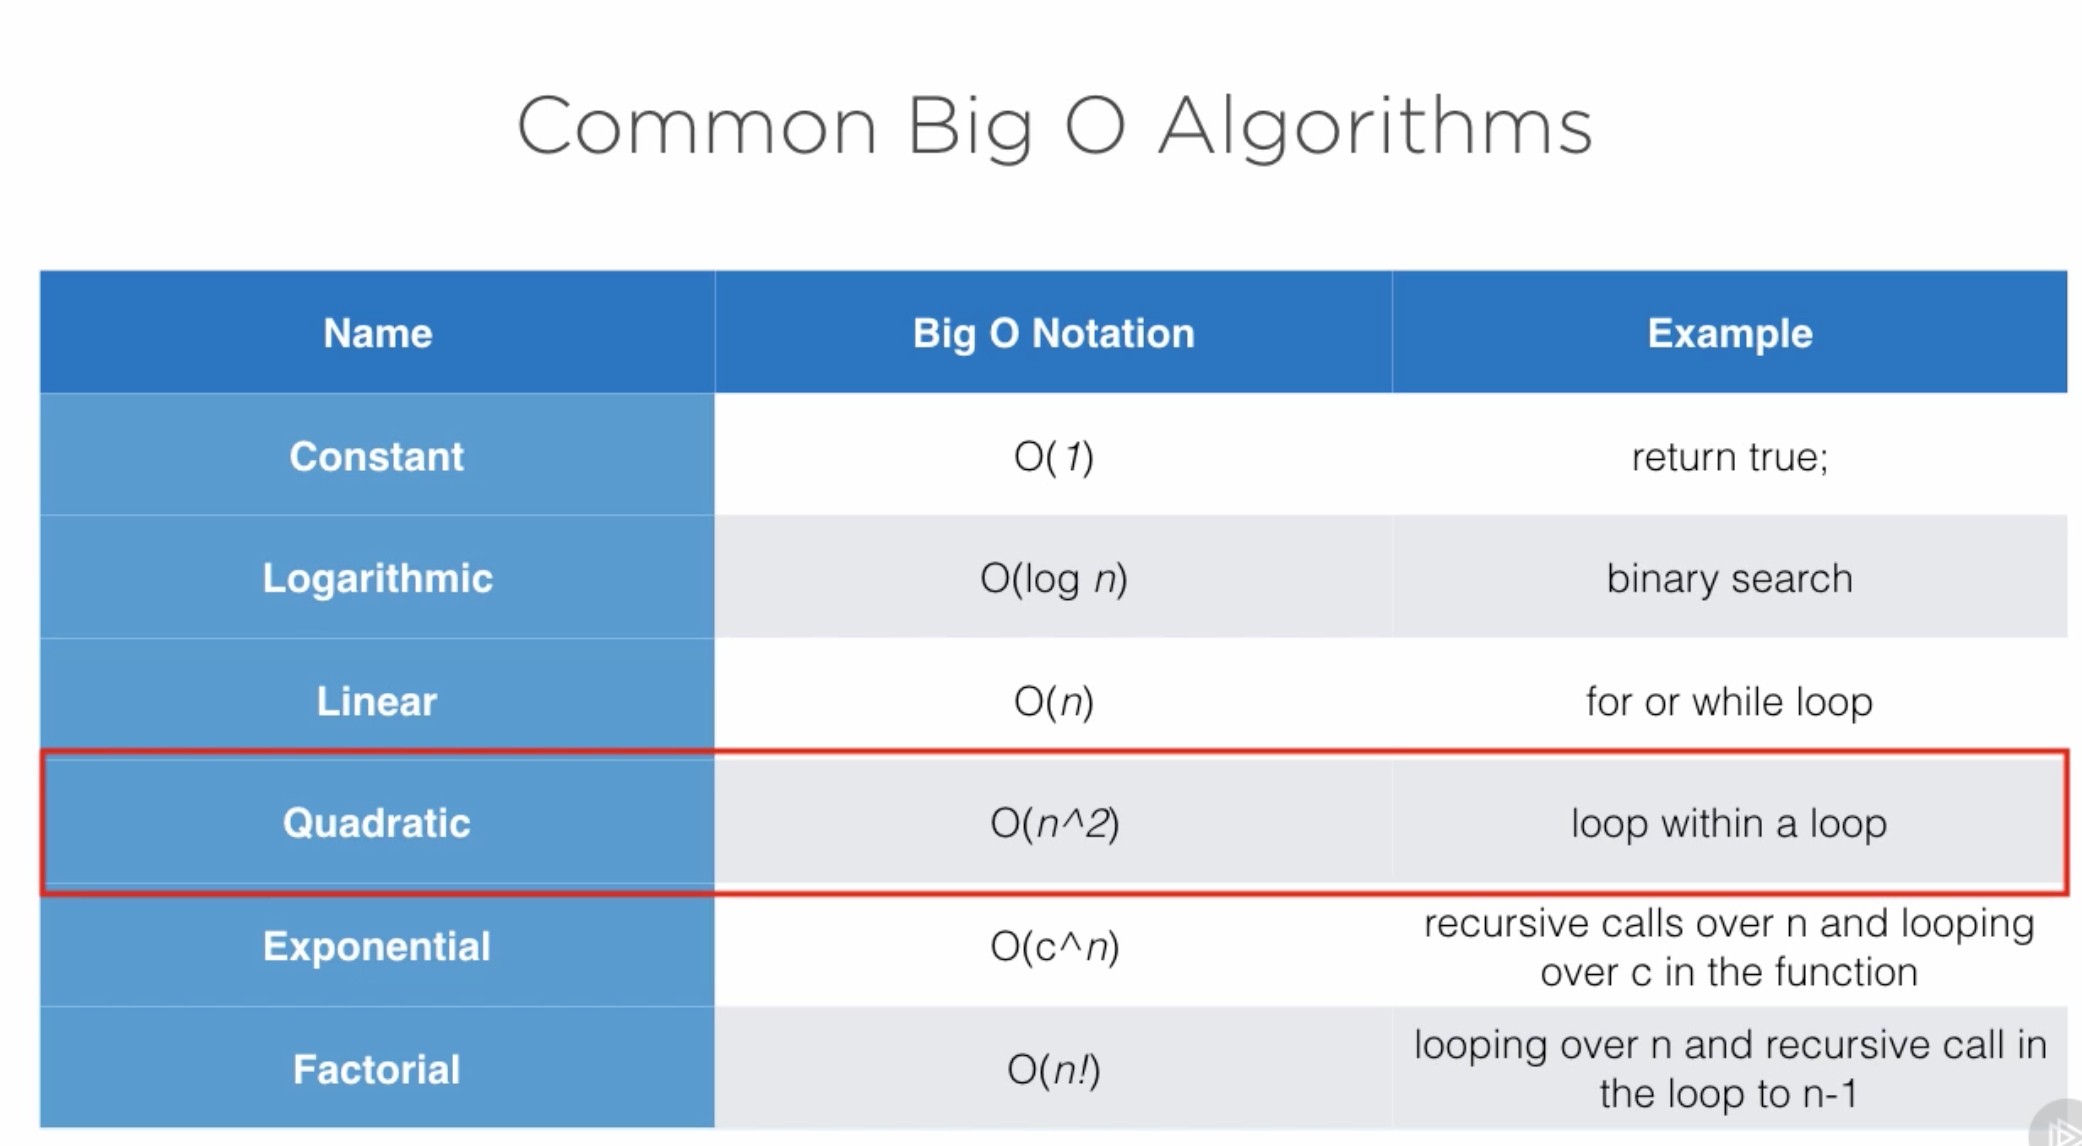 Common Big O Algorithms
Name Big O Notation Example
Constant O(1) return true;
Logarithmic O(log n) binary search
Linear O(n) for or while loop
Quadratic O(n^2) loop within a loop
Exponential O(c^n) recursive calls over n and looping
over c in the function
Factorial O(n!) looping over n and recursive call in
the loop to n-1